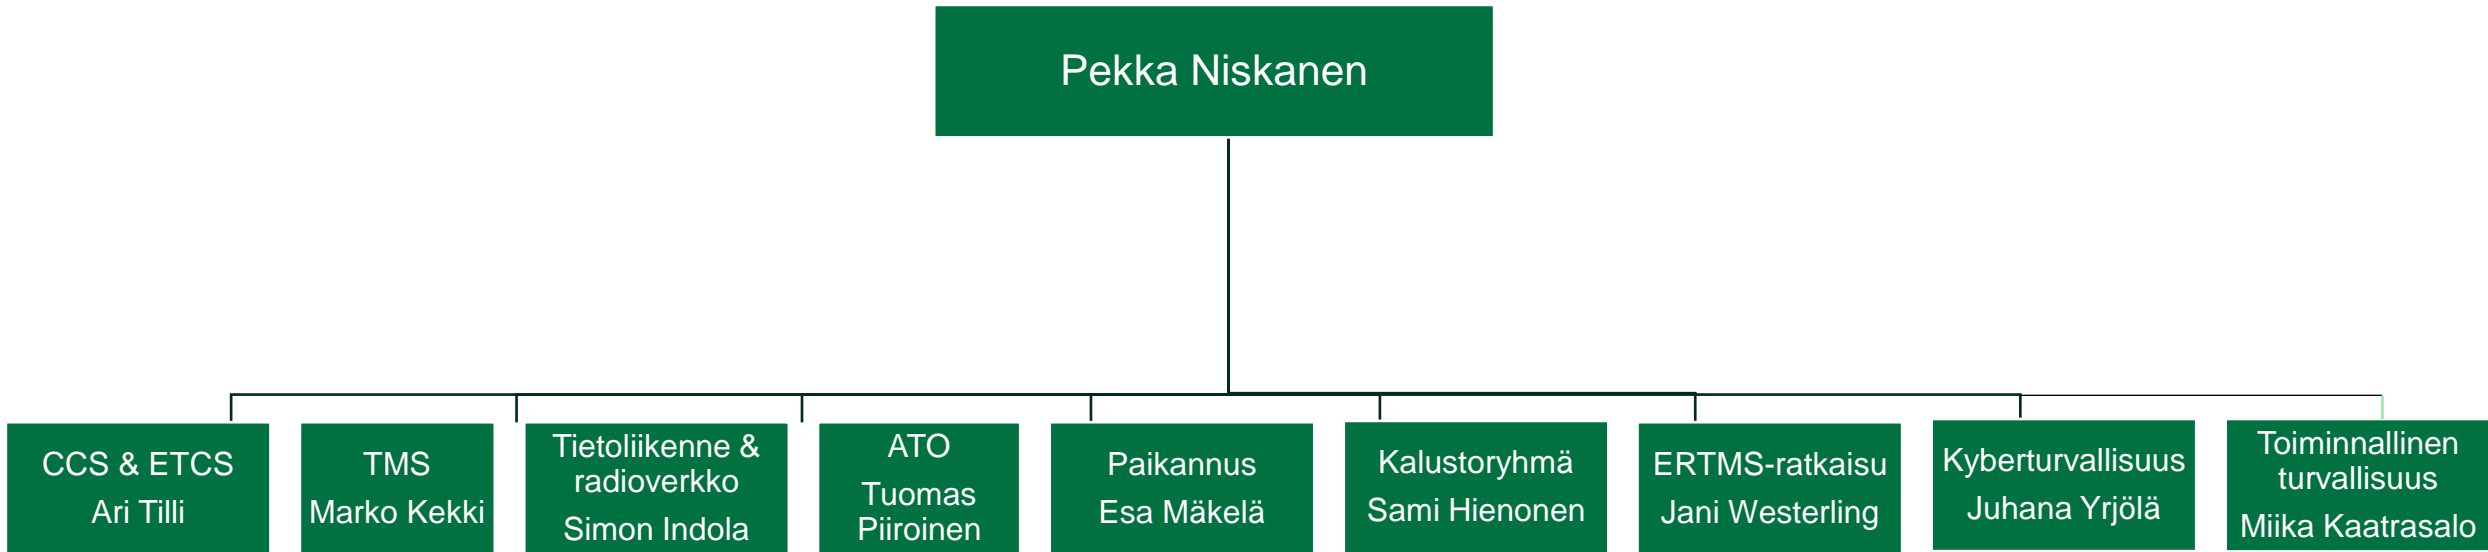 Pekka Niskanen
CCS & ETCS
Ari Tilli
TMS
Marko Kekki
Tietoliikenne &
radioverkko
Simon Indola
ATO
Tuomas
Piiroinen
Paikannus
Esa Mäkelä
Kalustoryhmä
Sami Hienonen
ERTMS-ratkaisu
Jani Westerling
Kyberturvallisuus
Juhana Yrjölä
Toiminnallinen
turvallisuus
Miika Kaatrasalo